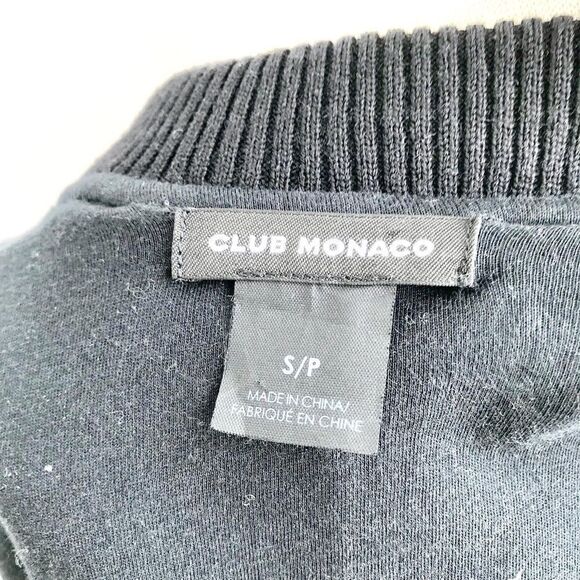 CLUB MONACO
S/P
MADE IN CHINA/
FABRIQUÉ EN CHINE